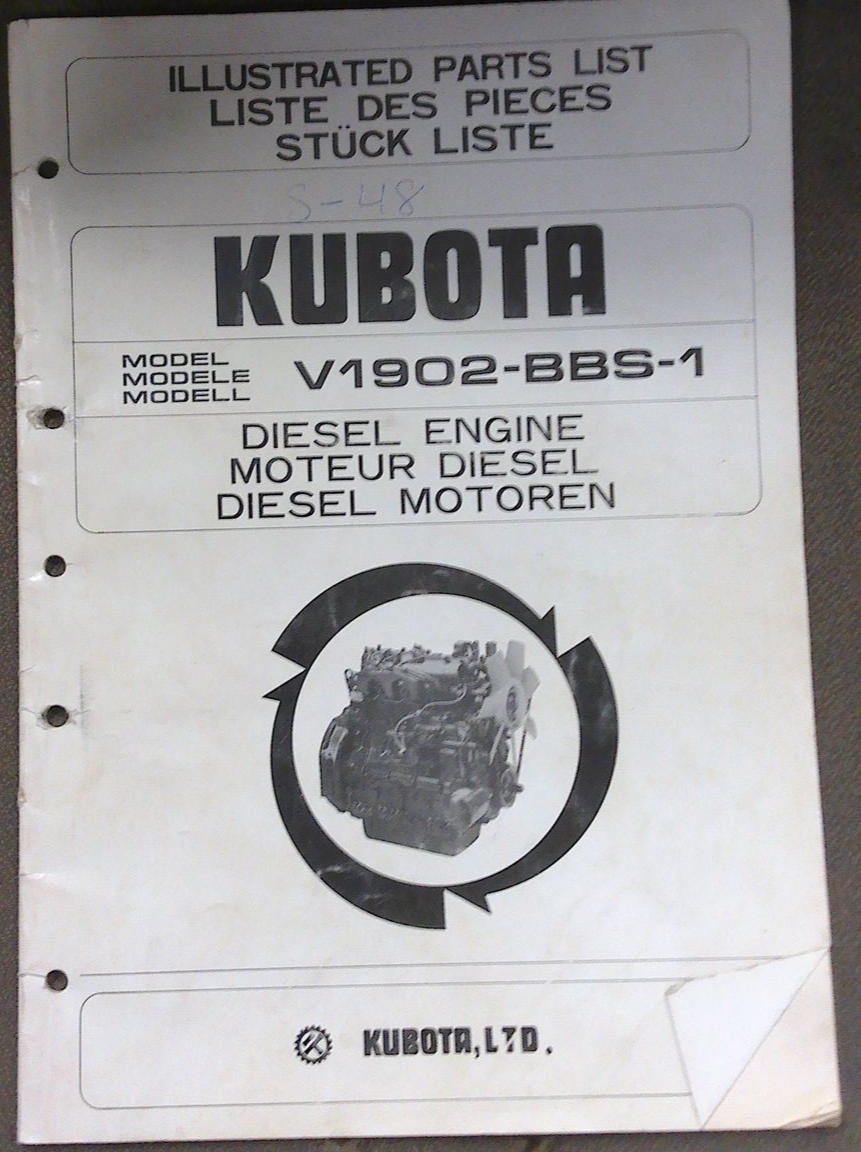 ILLUSTRATED PARTS LIST
LISTE DES PIECES
STÜCK LISTE
S-48
KUBOTA
MODEL
MODELE
MODELL
V1902-BBS-1
DIESEL ENGINE
MOTEUR DIESEL
DIESEL MOTOREN
KUBOTA, LTD.